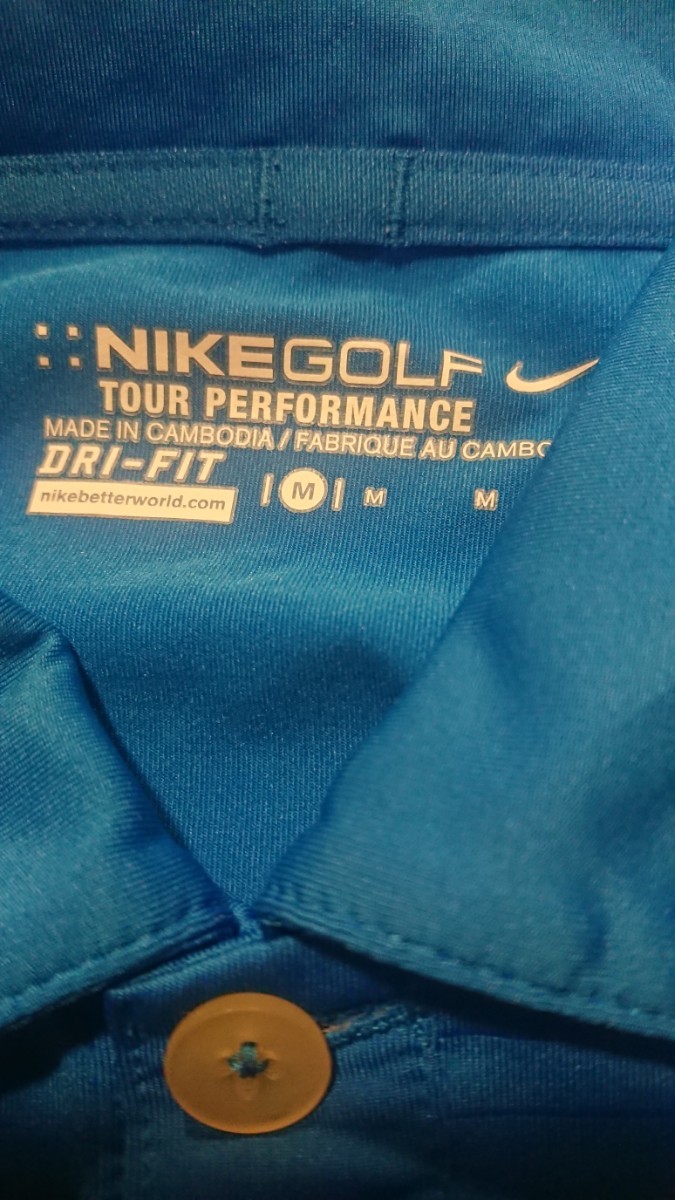 NIKEGOLF
TOUR PERFORMANCE
MADE IN CAMBODIA / FABRIQUE AU CAMBO
DRI-FIT
nikebetterworld.com
| M | M M